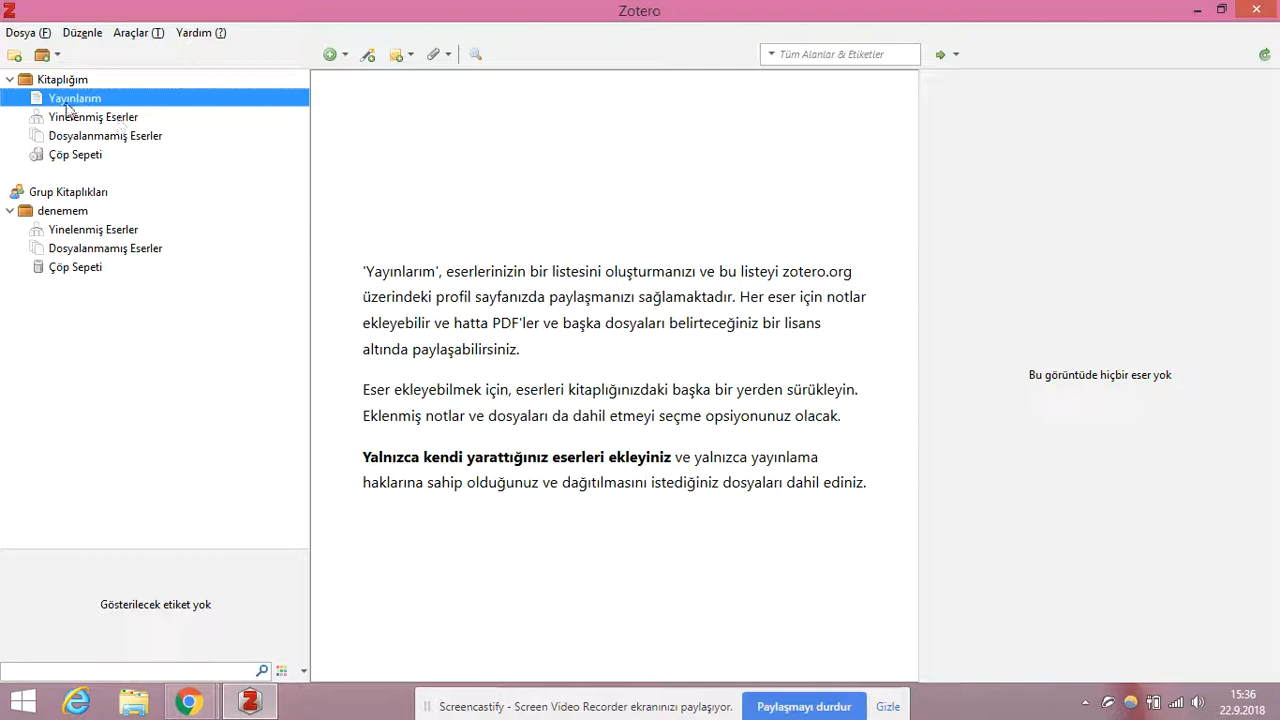 Zotero
Dosya (F) Düzenle Araçlar (T) Yardım (?)
Tüm Alanlar & Etiketler
Kitaplığım
Yayınlarım
Yinelenmiş Eserler
Dosyalanmamış Eserler
Çöp Sepeti
Grup Kitaplıkları
denemem
Yinelenmiş Eserler
Dosyalanmamış Eserler
Çöp Sepeti
'Yayınlarım', eserlerinizin bir listesini oluşturmanızı ve bu listeyi zotero.org
üzerindeki profil sayfanızda paylaşmanızı sağlamaktadır. Her eser için notlar
ekleyebilir ve hatta PDF'ler ve başka dosyaları belirteceğiniz bir lisans
altında paylaşabilirsiniz.
Eser ekleyebilmek için, eserleri kitaplığınızdaki başka bir yerden sürükleyin.
Eklenmiş notlar ve dosyaları da dahil etmeyi seçme opsiyonunuz olacak.
Yalnızca kendi yarattığınız eserleri ekleyiniz ve yalnızca yayınlama
haklarına sahip olduğunuz ve dağıtılmasını istediğiniz dosyaları dahil ediniz.
Bu görüntüde hiçbir eser yok
Gösterilecek etiket yok
Screencastify - Screen Video Recorder ekranınızı paylaşıyor. Paylaşmayı durdur Gizle
15:36
22.9.2018